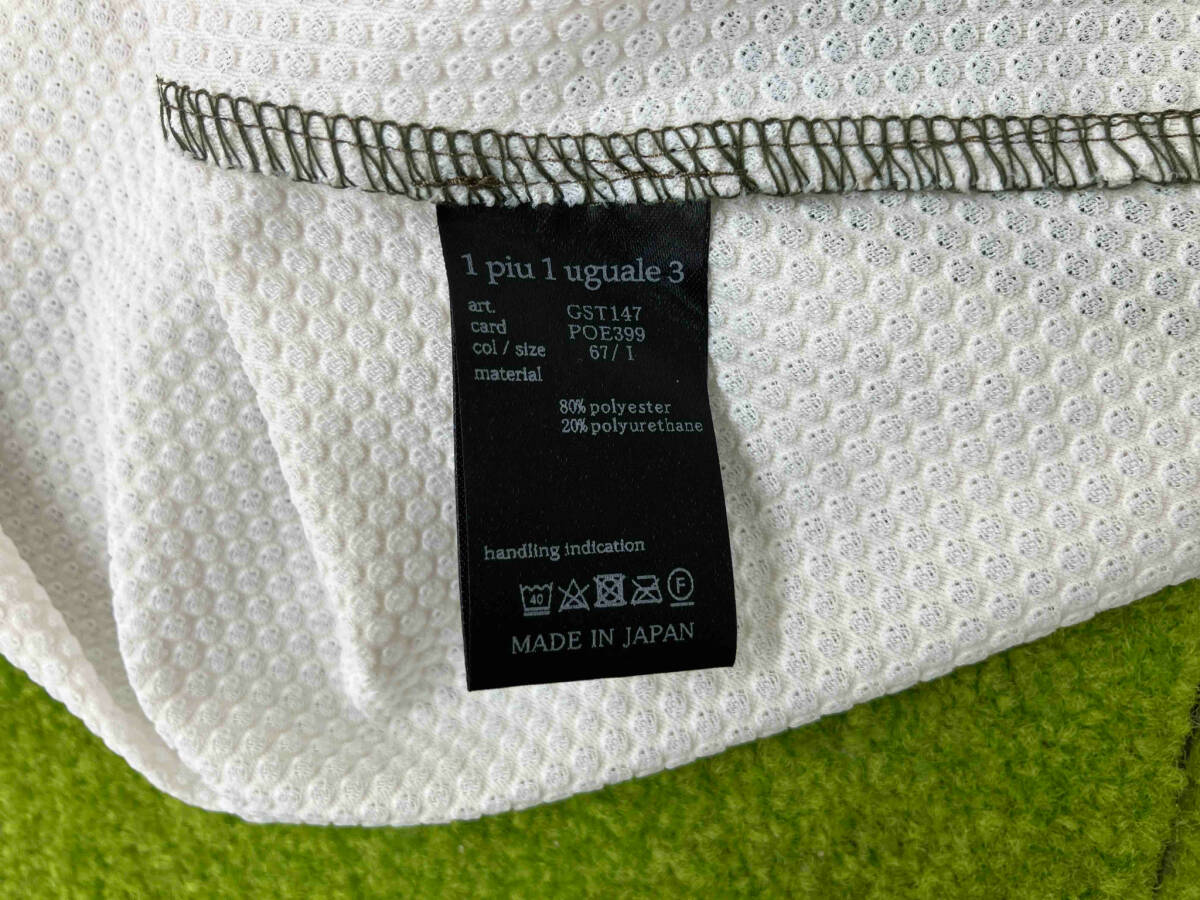 1 piu 1 uguale 3
art. GST147
card POE399
col / size 67/ I
material
80% polyester
20% polyurethane
handling indication
40 F
MADE IN JAPAN